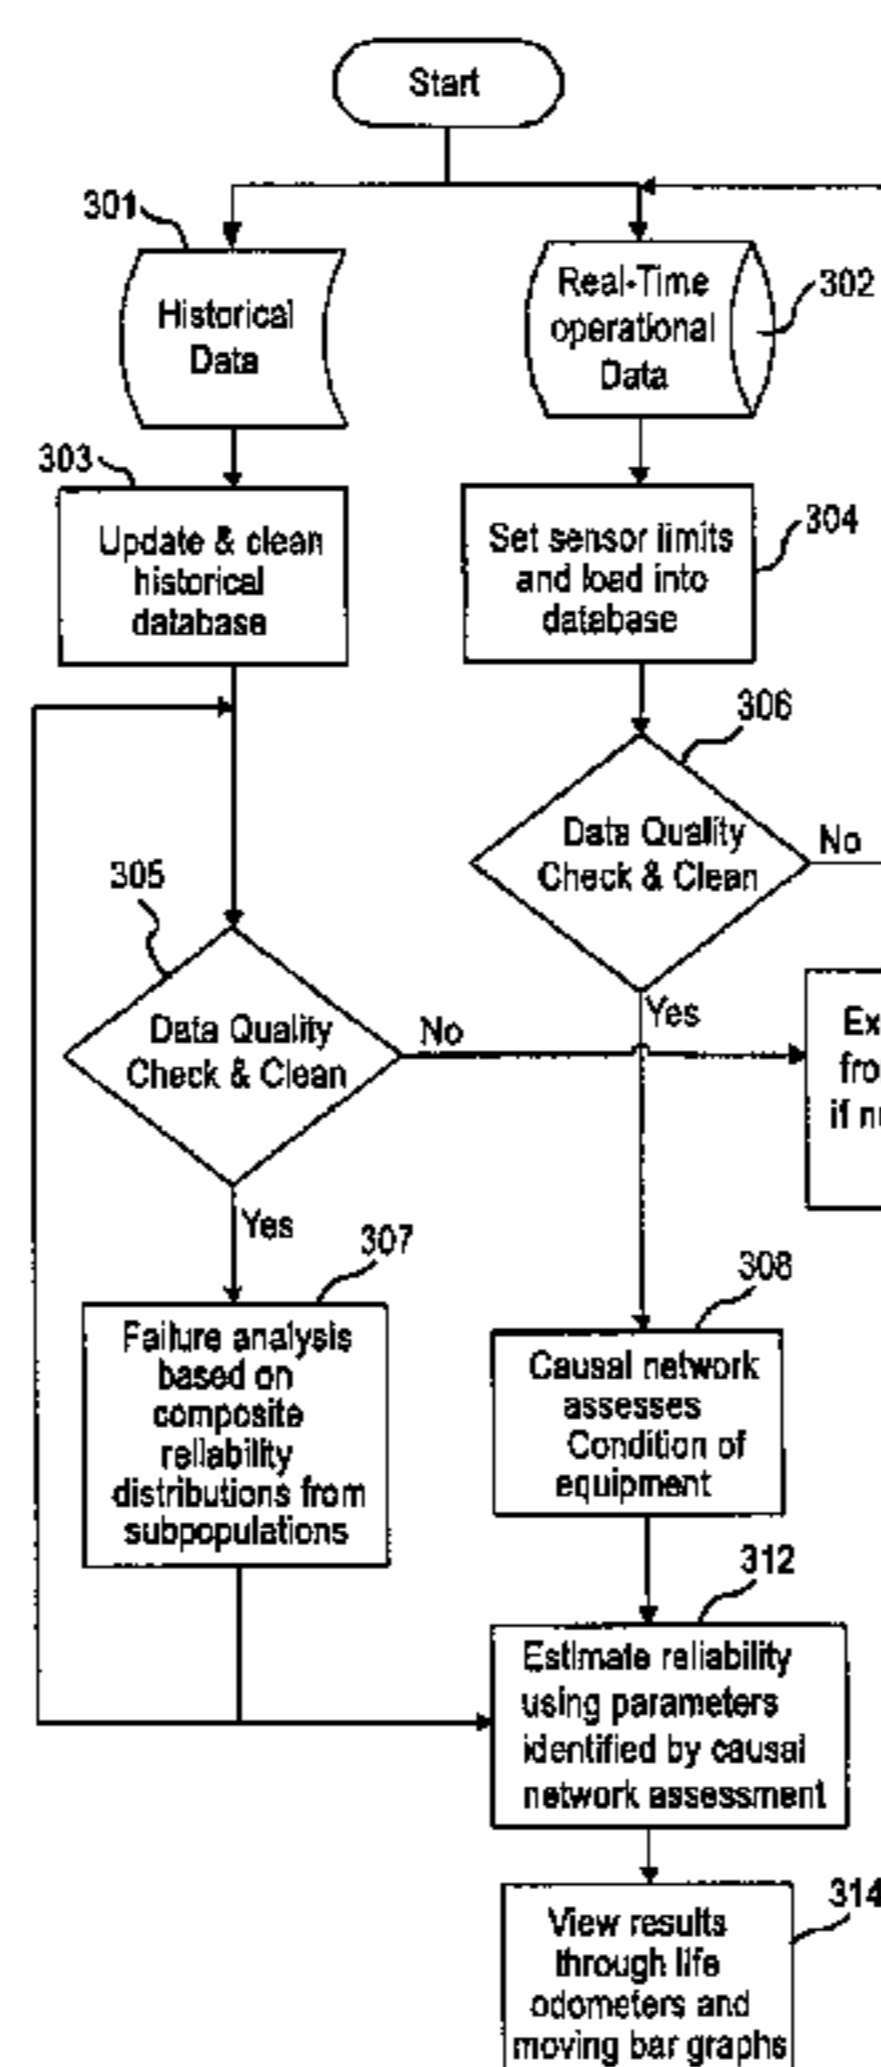 Start
301
Historical
Data
Real-Time
operational
Data
302
303
Update & clean
historical
database
Set sensor limits
and load into
database
304
306
Data Quality
Check & Clean
No
305
Data Quality
Check & Clean
No
Yes
Yes
307
Failure analysis
based on
composite
reliability
distributions from
subpopulations
308
Causal network
assesses
Condition of
equipment
312
Estimate reliability
using parameters
identified by causal
network assessment
314
View results
through life
odometers and
moving bar graphs
if